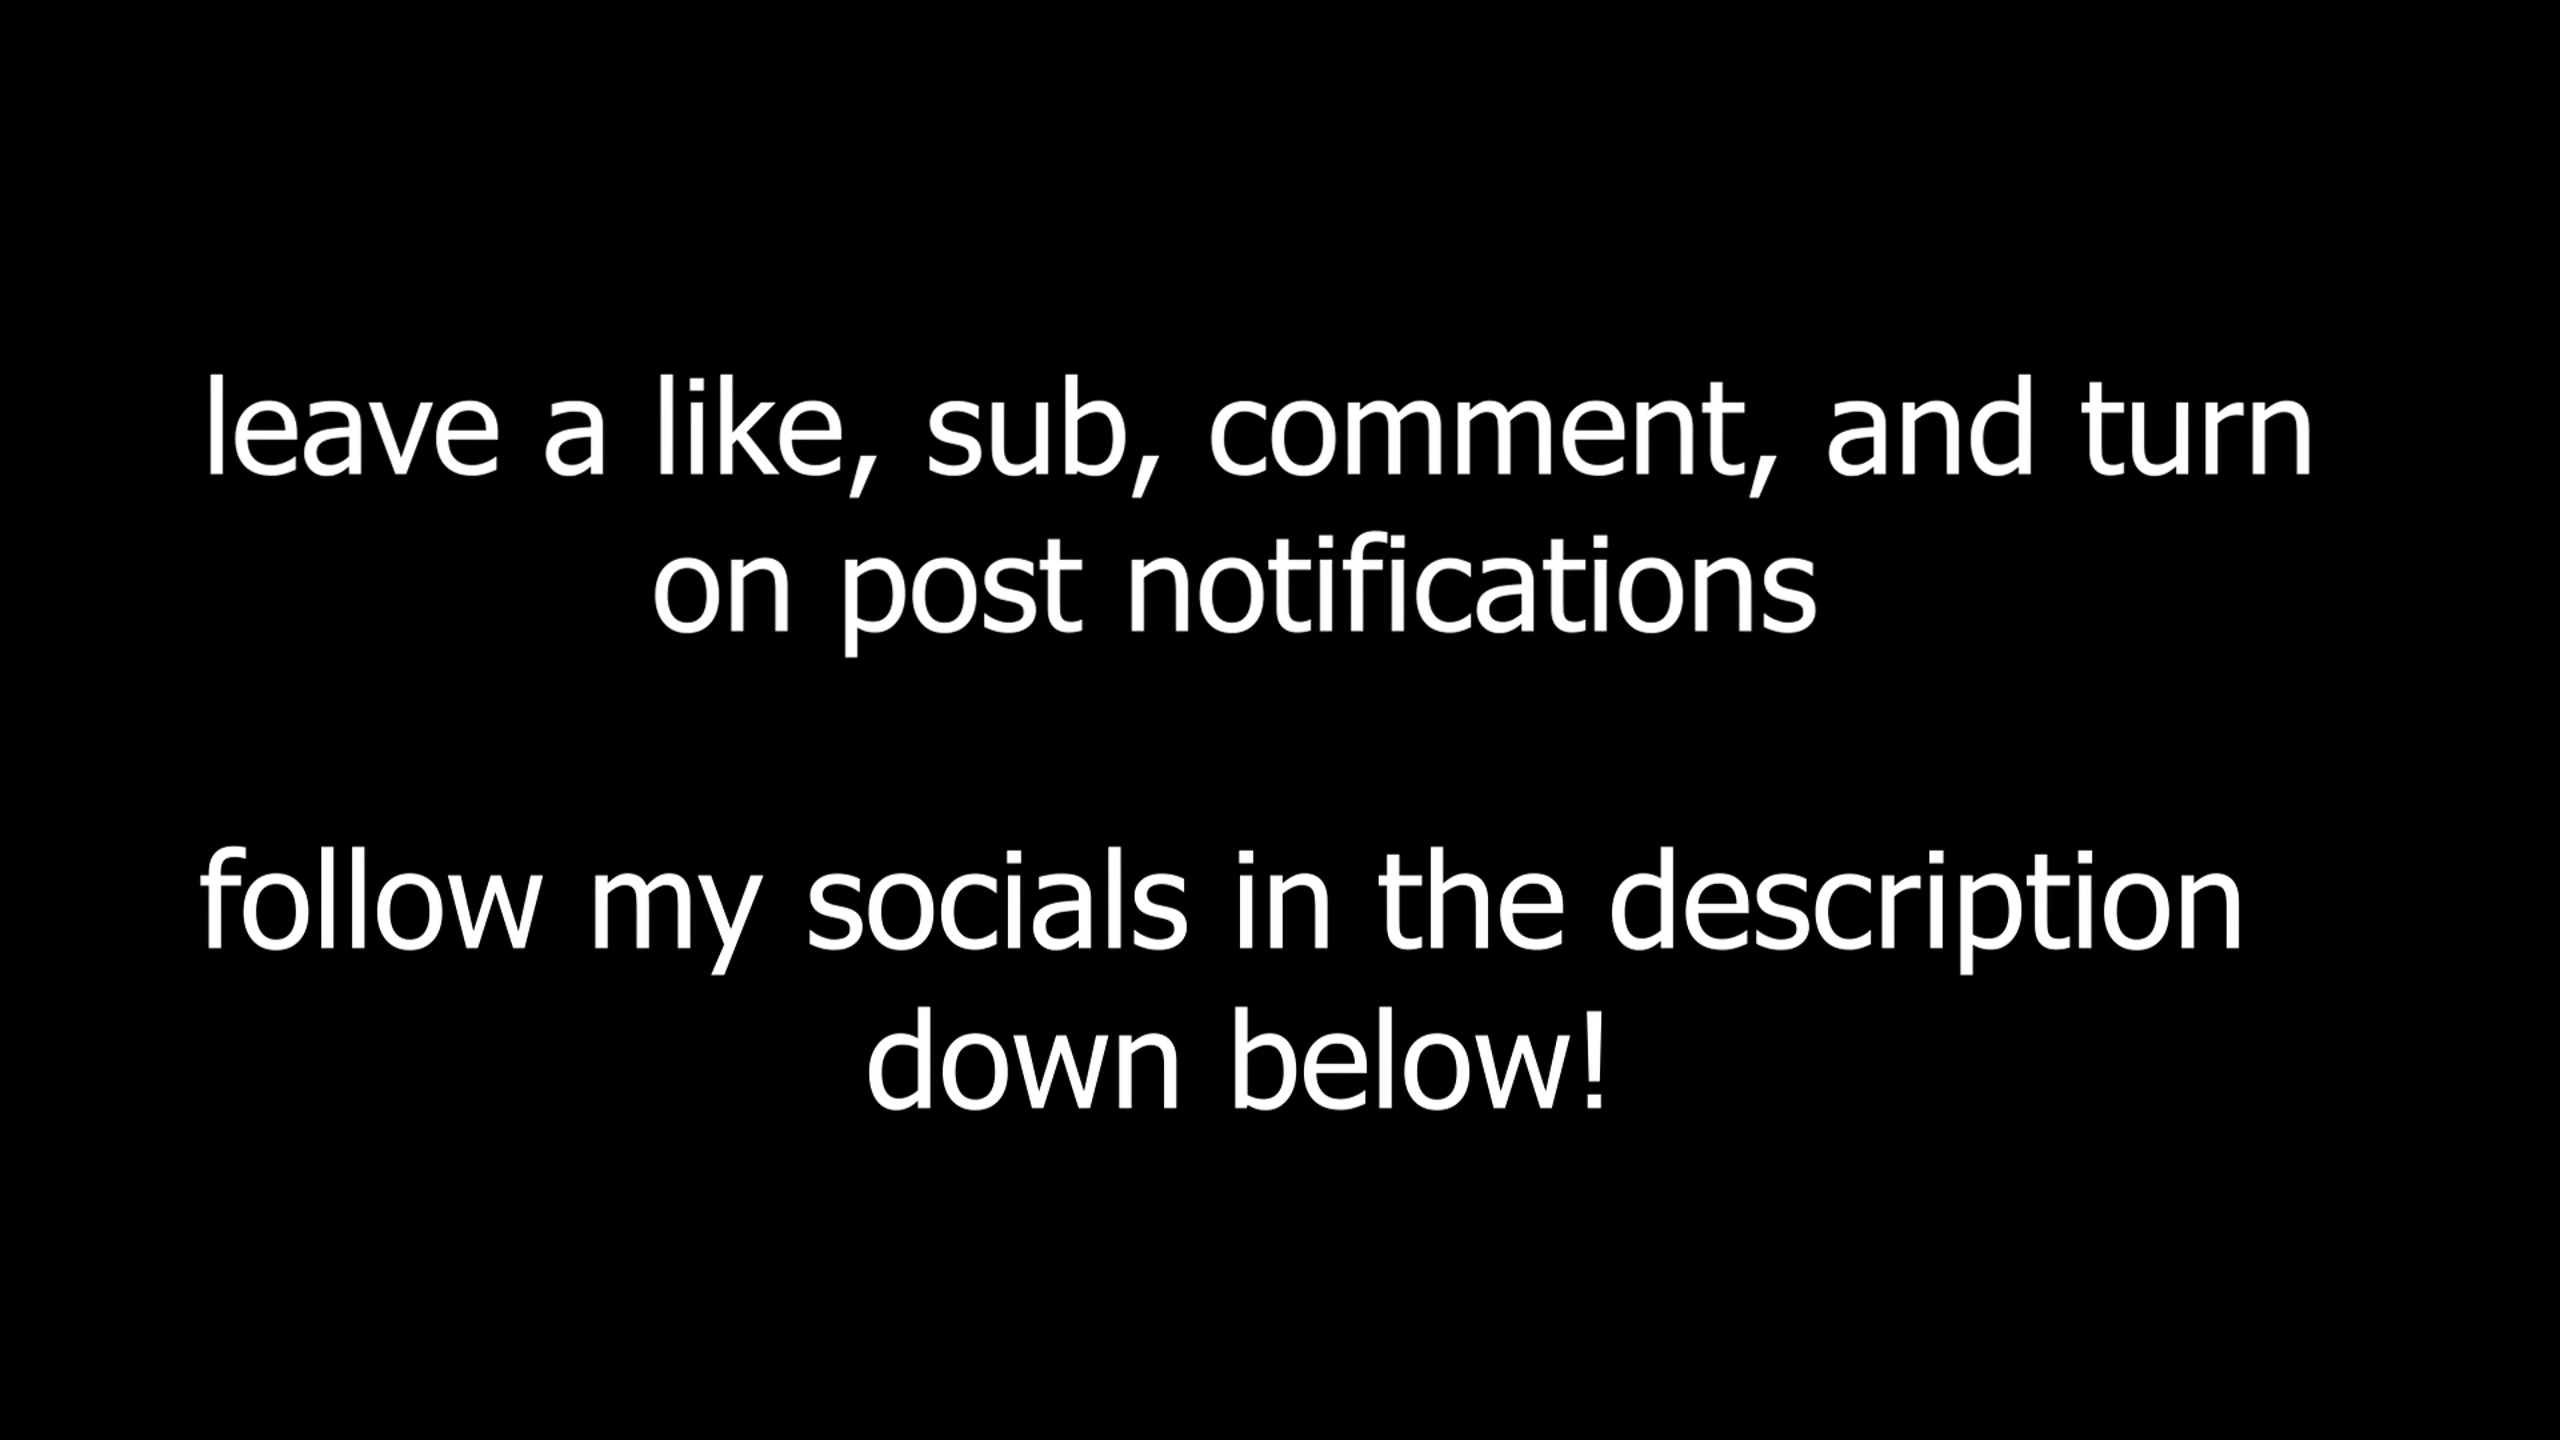 leave a like, sub, comment, and turn
on post notifications
follow my socials in the description
down below!